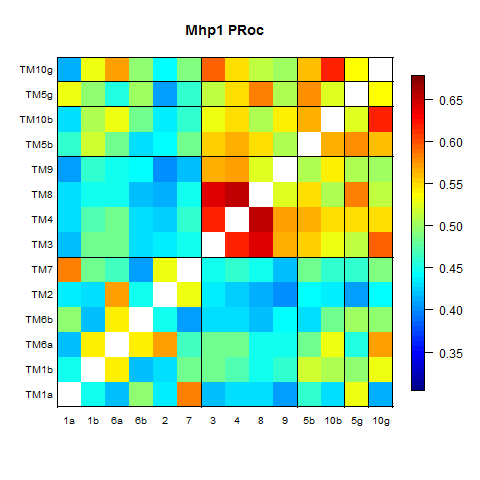 Mhp1 PRoc
TM10g
TM5g
TM10b
TM5b
TM9
TM8
TM4
TM3
TM7
TM2
TM6b
TM6a
TM1b
TM1a
1a 1b 6a 6b 2 7 3 4 8 9 5b 10b 5g 10g
0.65
0.60
0.55
0.50
0.45
0.40
0.35